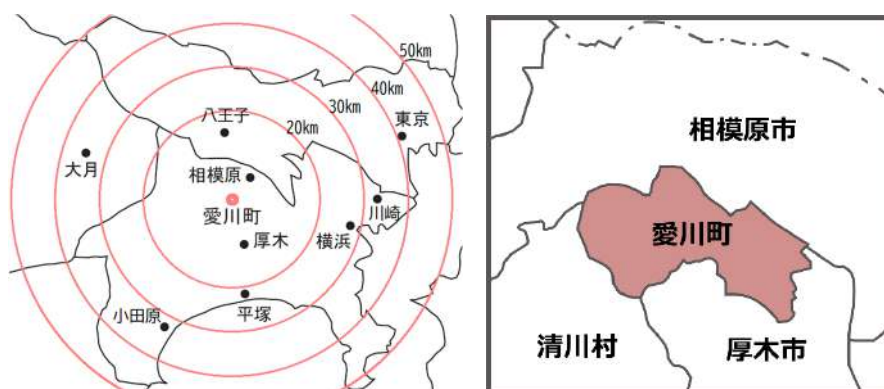 50km
40km
30km
20km
八王子
東京
大月
相模原
愛川町
川崎
厚木
横浜
平塚
小田原
相模原市
愛川町
清川村
厚木市